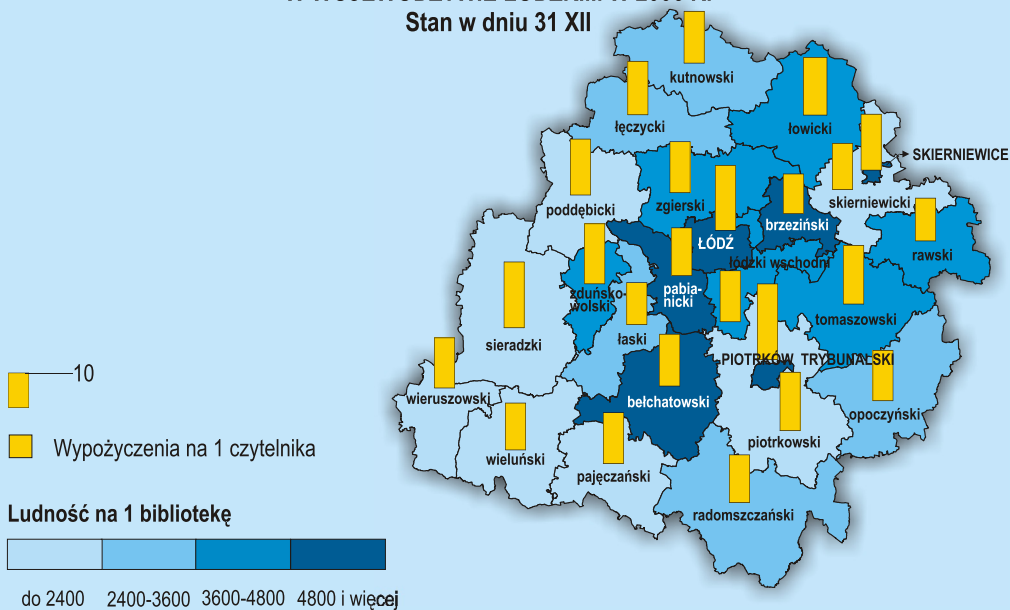 Stan w dniu 31 XII
kutnowski
łęczycki
łowicki
SKIERNIEWICE
poddębicki
zgierski
skierniewicki
brzeziński
ŁÓDŹ
rawski
łódzki wschodni
zduńsko-
wolski
pabia-
nicki
tomaszowski
sieradzki
łaski
PIOTRKÓW TRYBUNALSKI
10
wieruszowski
bełchatowski
opoczyński
piotrkowski
Wypożyczenia na 1 czytelnika
wieluński
pajęczański
radomszczański
Ludność na 1 bibliotekę
do 2400
2400-3600
3600-4800
4800 i więcej